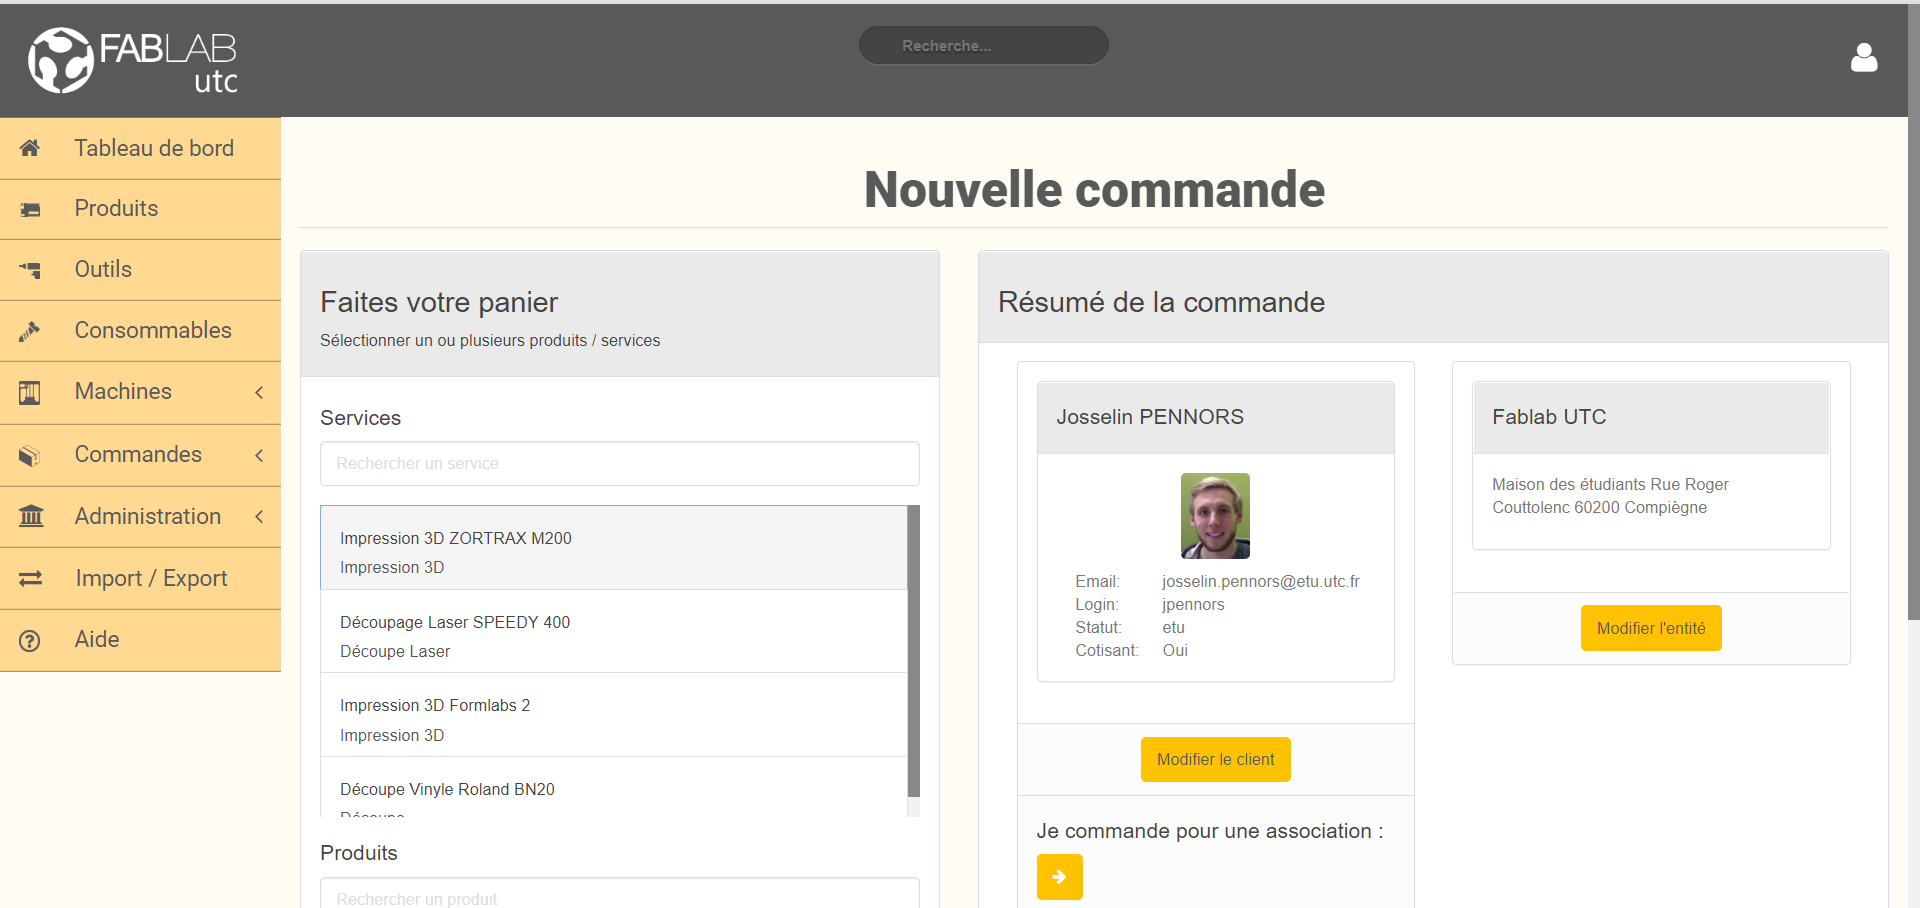 FABLAB
utc
Recherche...
Tableau de bord
Produits
Outils
Consommables
Machines
Commandes
Administration
Import / Export
Aide
Nouvelle commande
Faites votre panier
Sélectionner un ou plusieurs produits / services
Services
Rechercher un service
Impression 3D ZORTRAX M200
Impression 3D
Découpage Laser SPEEDY 400
Découpe Laser
Impression 3D Formlabs 2
Impression 3D
Découpe Vinyle Roland BN20
Découpe
Produits
Rechercher un produit
Résumé de la commande
Josselin PENNORS
Email: josselin.pennors@etu.utc.fr
Login: jpennors
Statut: etu
Cotisant: Oui
Modifier le client
Je commande pour une association :
Fablab UTC
Maison des étudiants Rue Roger
Couttolenc 60200 Compiègne
Modifier l'entité